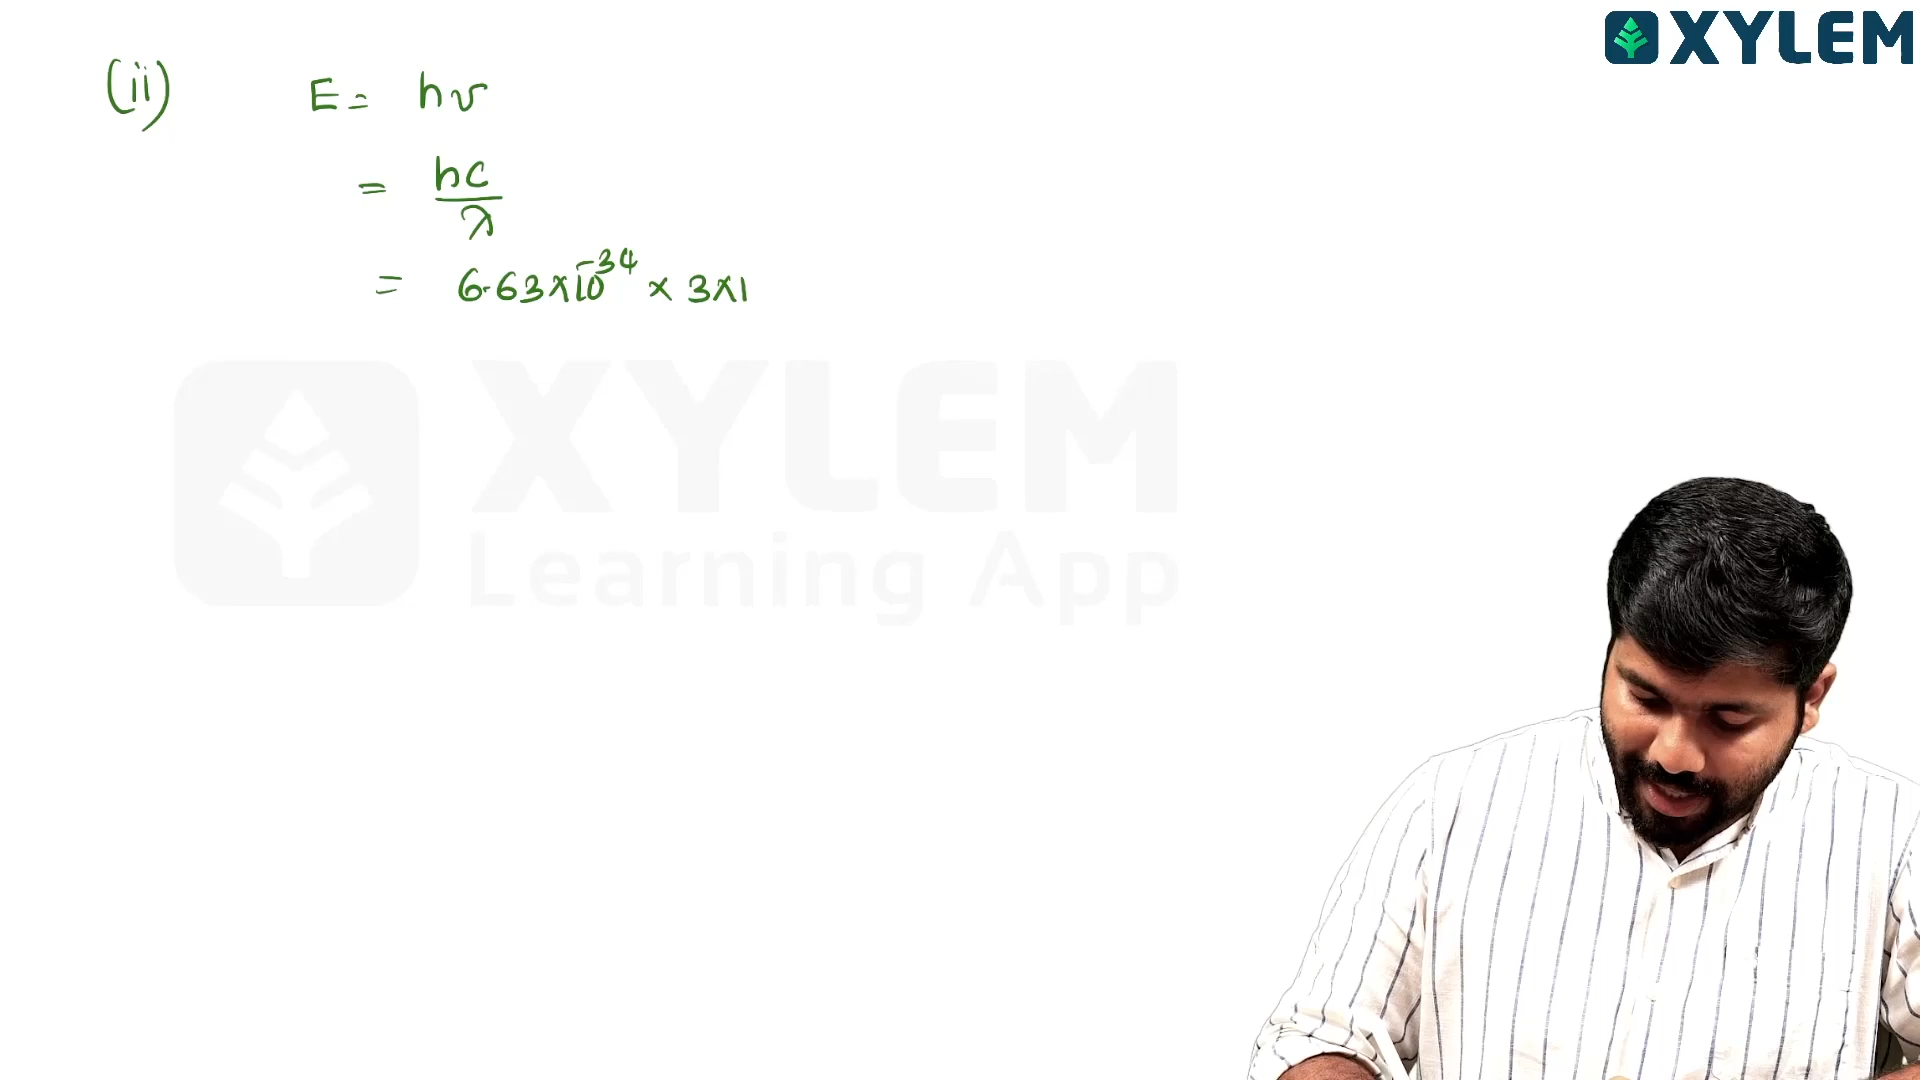 XYLEM
(ii) E = hν
= hc/λ
= 6.63×10⁻³⁴ × 3×1
XYLEM
Learning App